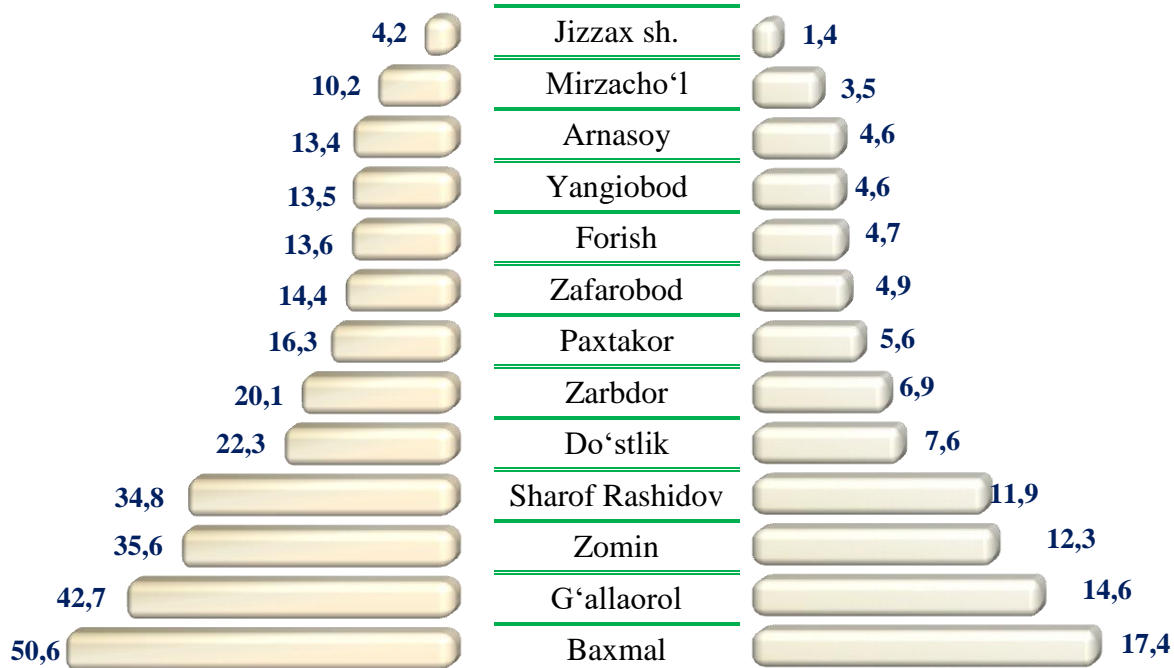 4,2 Jizzax sh. 1,4
10,2 Mirzacho‘l 3,5
13,4 Arnasoy 4,6
13,5 Yangiobod 4,6
13,6 Forish 4,7
14,4 Zafarobod 4,9
16,3 Paxtakor 5,6
20,1 Zarbdor 6,9
22,3 Do‘stlik 7,6
34,8 Sharof Rashidov 11,9
35,6 Zomin 12,3
42,7 G‘allaorol 14,6
50,6 Baxmal 17,4